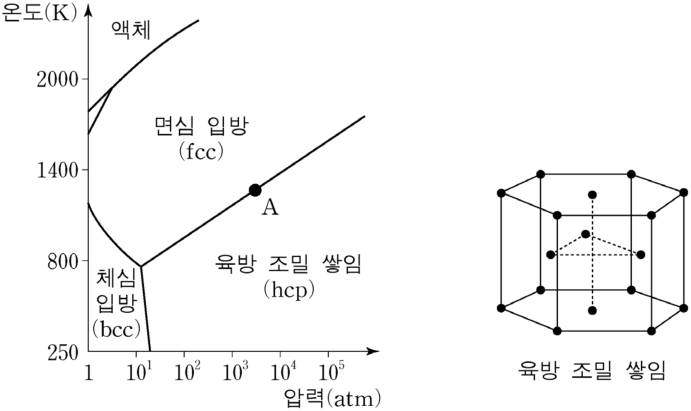 온도(K)
액체
2000
면심 입방
(fcc)
1400
A
800
육방 조밀 쌓임
(hcp)
체심
입방
(bcc)
250
1 10¹ 10² 10³ 10⁴ 10⁵
압력(atm)
육방 조밀 쌓임